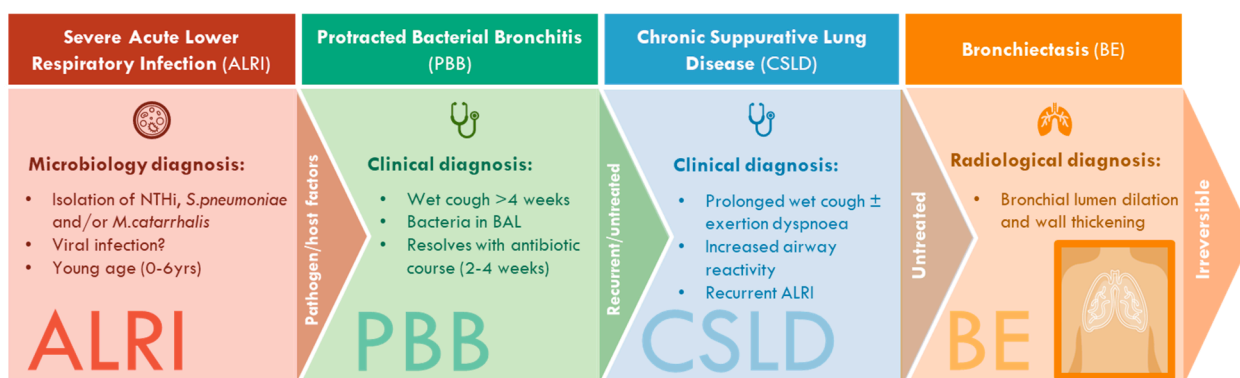 Severe Acute Lower
Respiratory Infection (ALRI)
Microbiology diagnosis:
• Isolation of NTHi, S.pneumoniae
and/or M.catarrhalis
• Viral infection?
• Young age (0-6yrs)
ALRI
Pathogen/host factors
Protracted Bacterial Bronchitis
(PBB)
Clinical diagnosis:
• Wet cough >4 weeks
• Bacteria in BAL
• Resolves with antibiotic
course (2-4 weeks)
PBB
Recurrent/untreated
Chronic Suppurative Lung
Disease (CSLD)
Clinical diagnosis:
• Prolonged wet cough ±
exertion dyspnoea
• Increased airway
reactivity
• Recurrent ALRI
CSLD
Untreated
Bronchiectasis (BE)
Radiological diagnosis:
• Bronchial lumen dilation
and wall thickening
BE
Irreversible